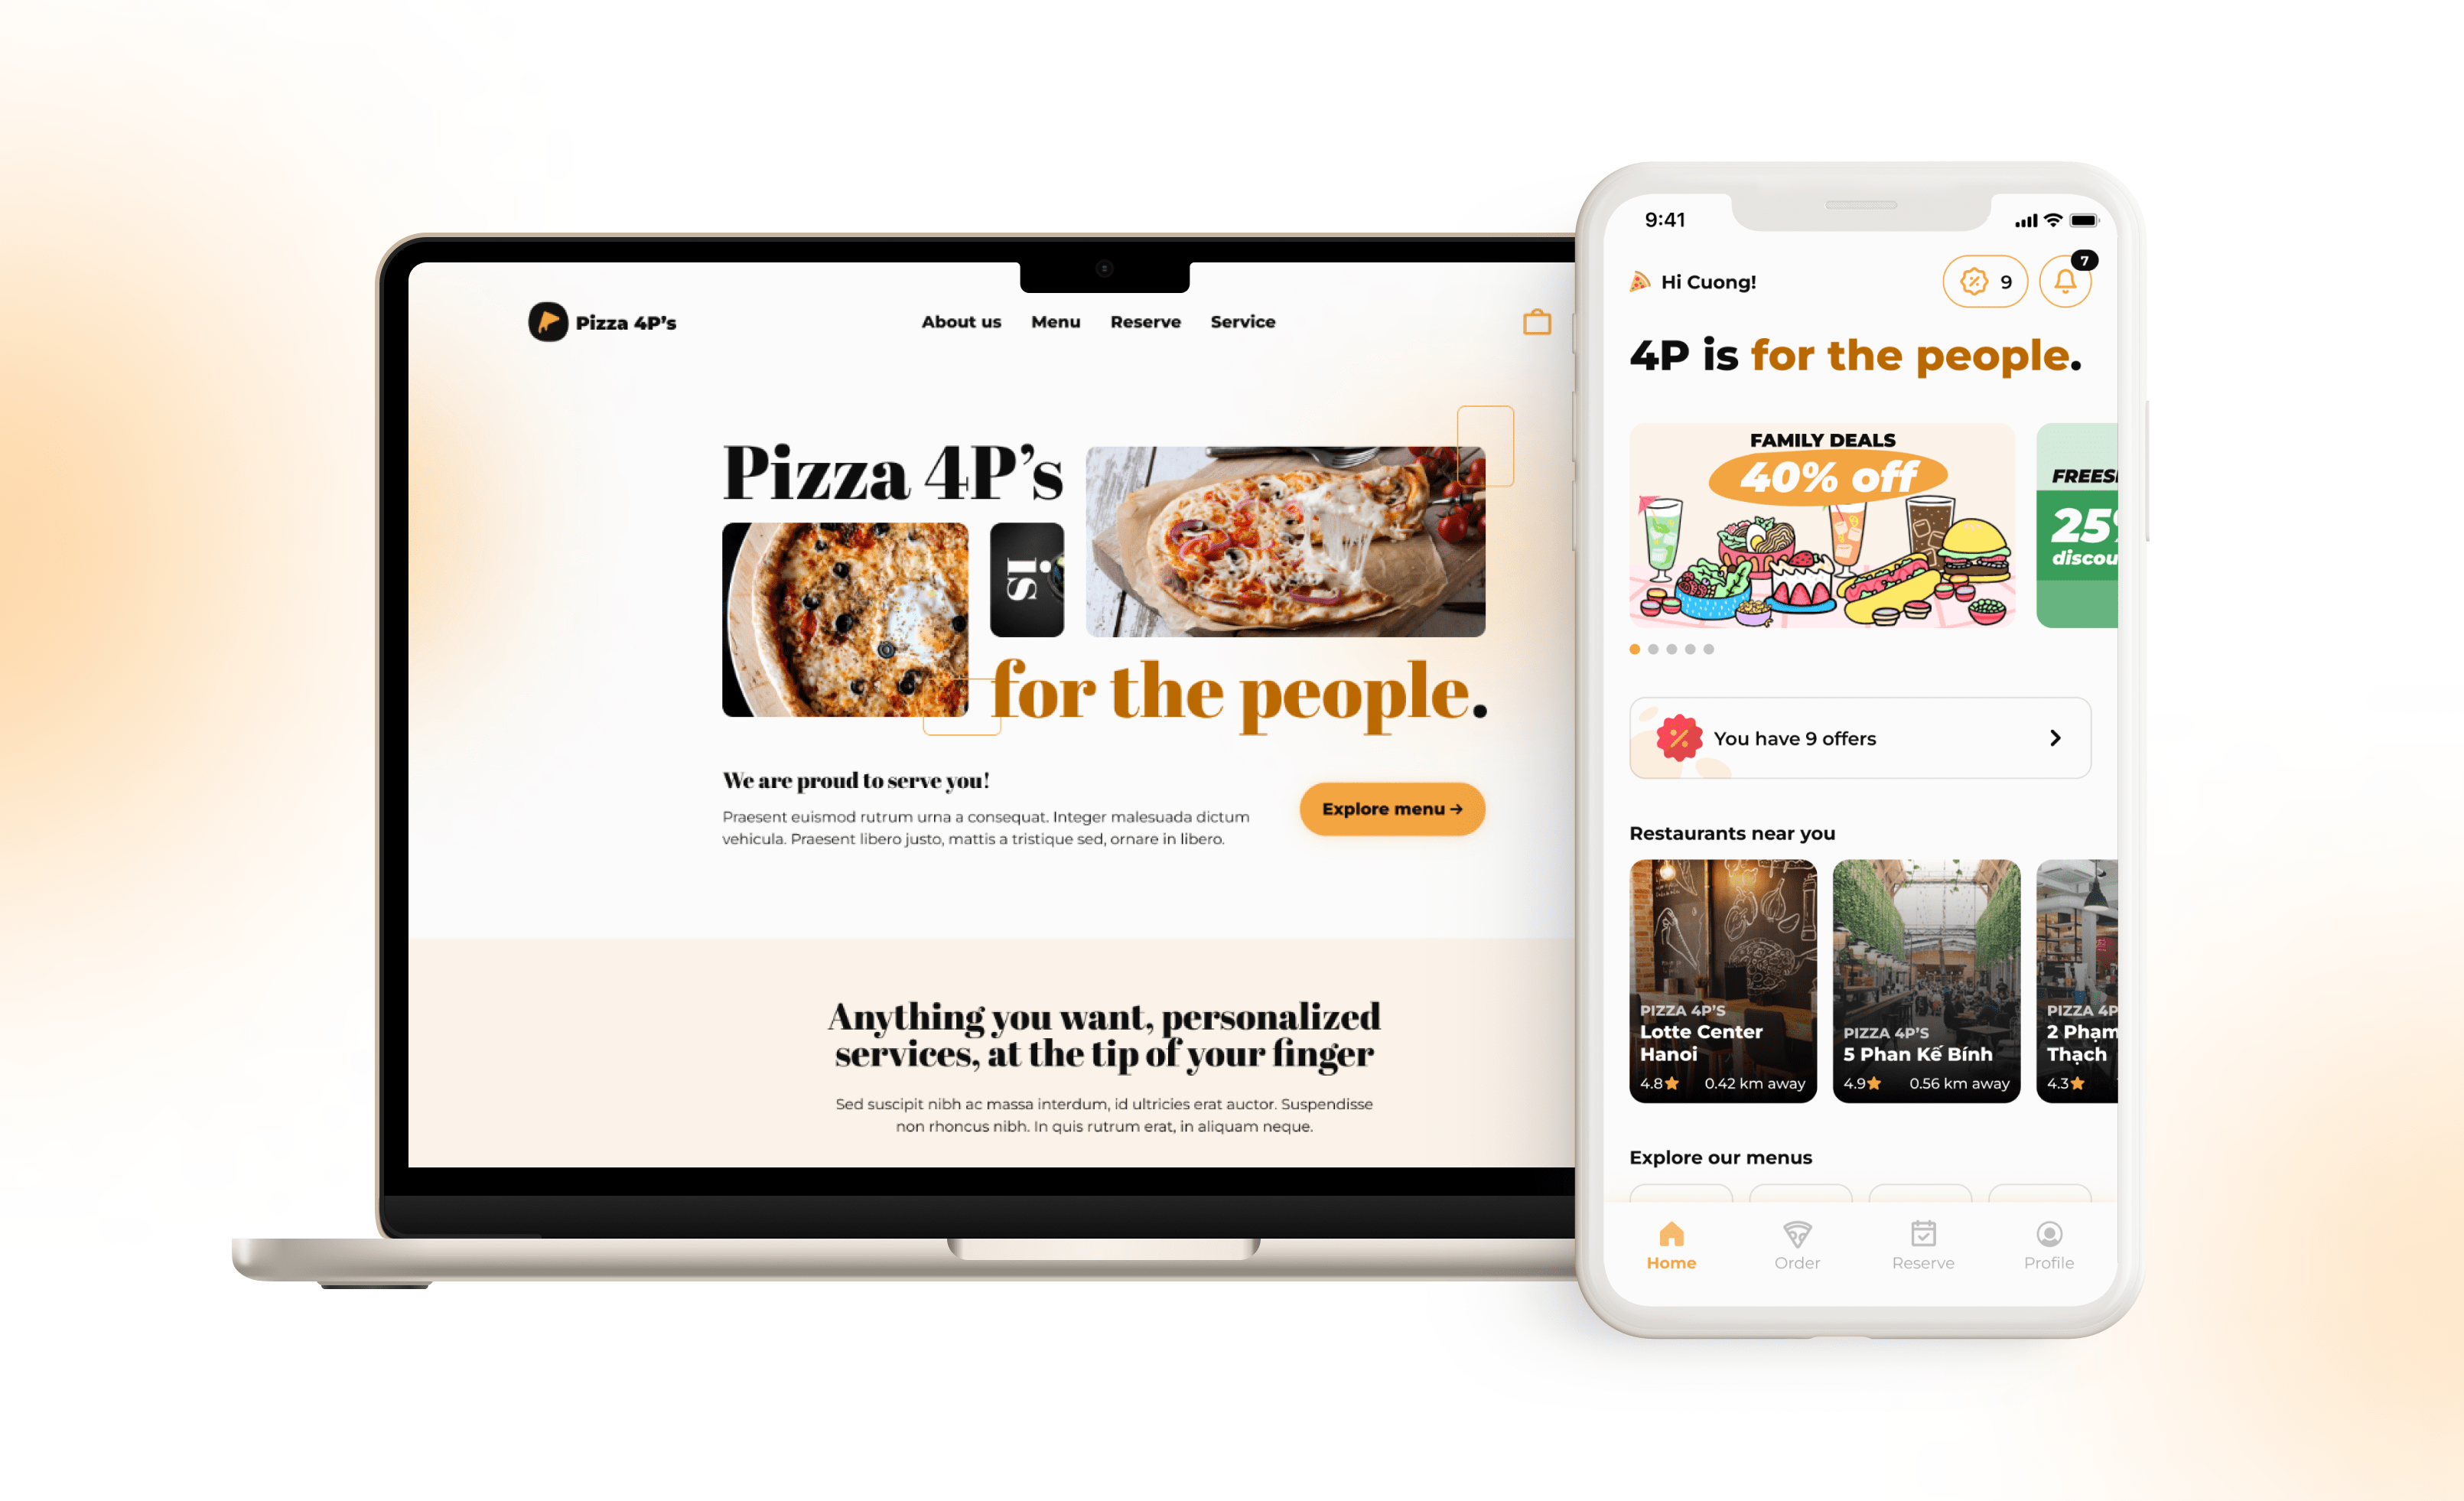 Pizza 4P's
About us
Menu
Reserve
Service
Pizza 4P's
is
for the people.
We are proud to serve you!
Praesent euismod rutrum urna a consequat. Integer malesuada dictum
vehicula. Praesent libero justo, mattis a tristique sed, ornare in libero.
Explore menu →
Anything you want, personalized
services, at the tip of your finger
Sed suscipit nibh ac massa interdum, id ultricies erat auctor. Suspendisse
non rhoncus nibh. In quis rutrum erat, in aliquam neque.
9:41
Hi Cuong!
9
7
4P is for the people.
FAMILY DEALS
40% off
FREES
25%
discou
You have 9 offers
Restaurants near you
PIZZA 4P'S
Lotte Center
Hanoi
4.8
0.42 km away
PIZZA 4P'S
5 Phan Kế Bính
4.9
0.56 km away
PIZZA 4P
2 Phạm
Thạch
4.3
Explore our menus
Home
Order
Reserve
Profile